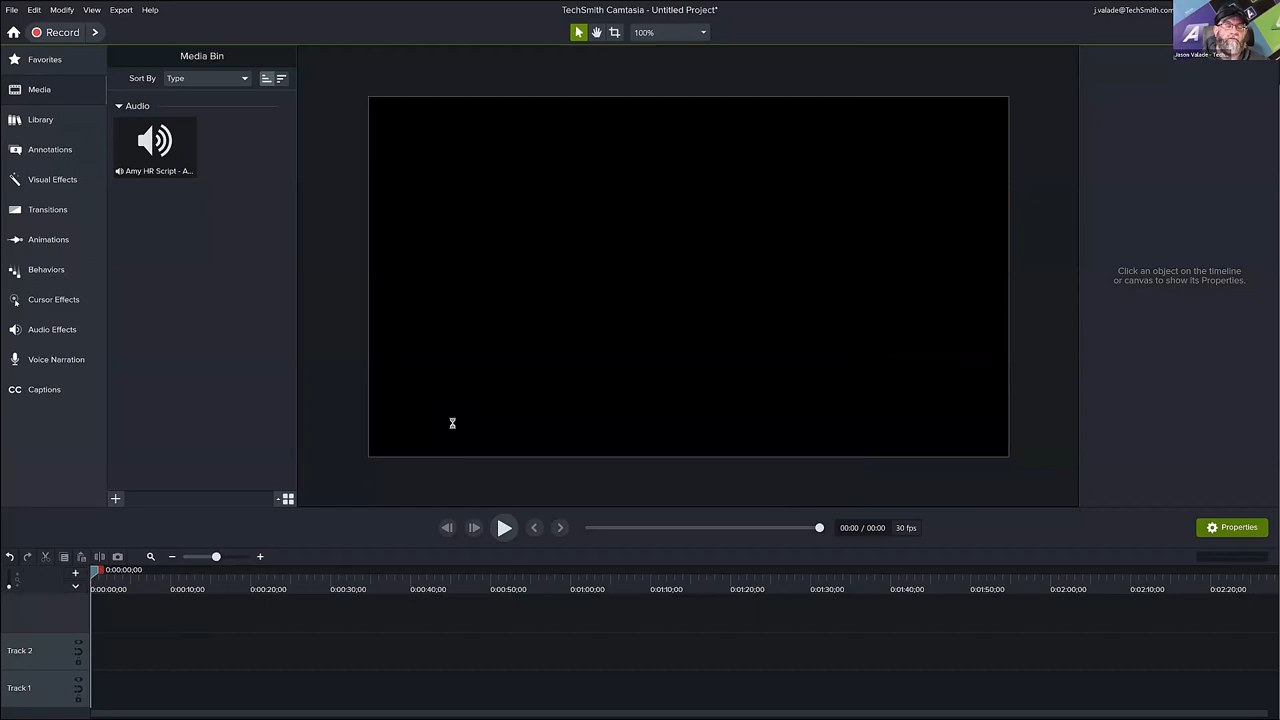 File Edit Modify View Export Help
TechSmith Camtasia - Untitled Project*
j.valade@TechSmith.com
Record
100%
Jason Valade - Tech...
Favorites
Media
Library
Annotations
Visual Effects
Transitions
Animations
Behaviors
Cursor Effects
Audio Effects
Voice Narration
CC Captions
Media Bin
Sort By Type
Audio
Amy HR Script - A...
Click an object on the timeline
or canvas to show its Properties.
00:00 / 00:00 30 fps
Properties
0:00:00;00
0:00:00;00 0:00:10;00 0:00:20;00 0:00:30;00 0:00:40;00 0:00:50;00 0:01:00;00 0:01:10;00 0:01:20;00 0:01:30;00 0:01:40;00 0:01:50;00 0:02:00;00 0:02:10;00 0:02:20;00
Track 2
Track 1